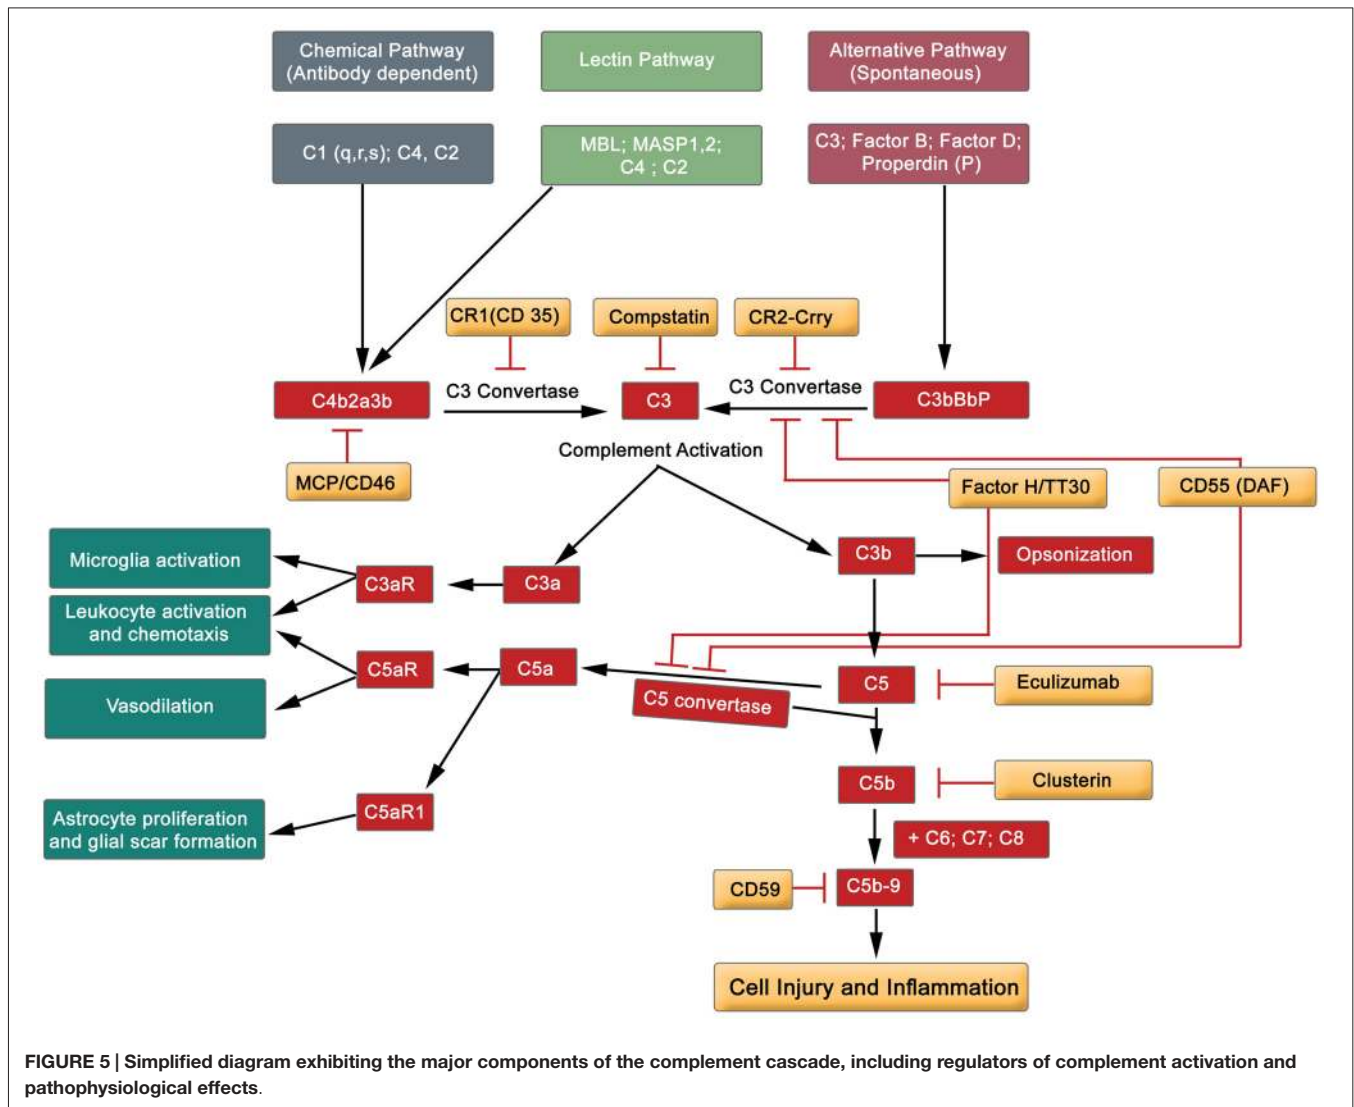 Chemical Pathway
(Antibody dependent)
Lectin Pathway
Alternative Pathway
(Spontaneous)
C1 (q,r,s); C4, C2
MBL; MASP1,2;
C4 ; C2
C3; Factor B; Factor D;
Properdin (P)
CR1(CD 35)
Compstatin
CR2-Crry
C4b2a3b
C3 Convertase
C3
C3 Convertase
C3bBbP
Complement Activation
MCP/CD46
Factor H/TT30
CD55 (DAF)
Microglia activation
C3aR
C3a
C3b
Opsonization
Leukocyte activation
and chemotaxis
C5aR
C5a
C5
Eculizumab
Vasodilation
C5 convertase
C5b
Clusterin
Astrocyte proliferation
and glial scar formation
C5aR1
+ C6; C7; C8
CD59
C5b-9
Cell Injury and Inflammation
FIGURE 5 | Simplified diagram exhibiting the major components of the complement cascade, including regulators of complement activation and
pathophysiological effects.